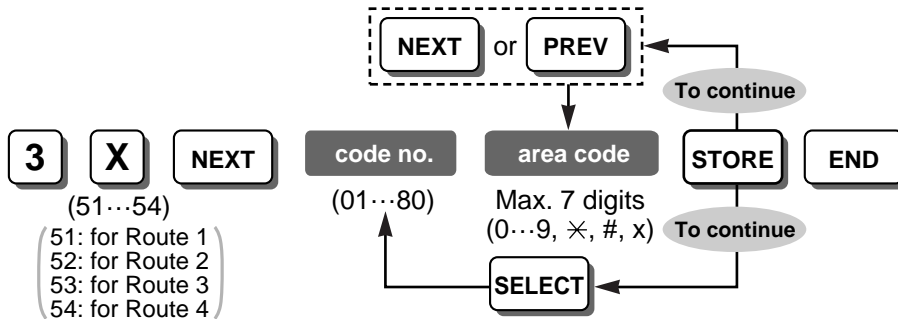 NEXT or PREV
To continue
3 X NEXT code no. area code STORE END
(51···54) (01···80) Max. 7 digits
(0···9, ✳, #, x)
To continue
51: for Route 1
52: for Route 2
53: for Route 3
54: for Route 4
SELECT